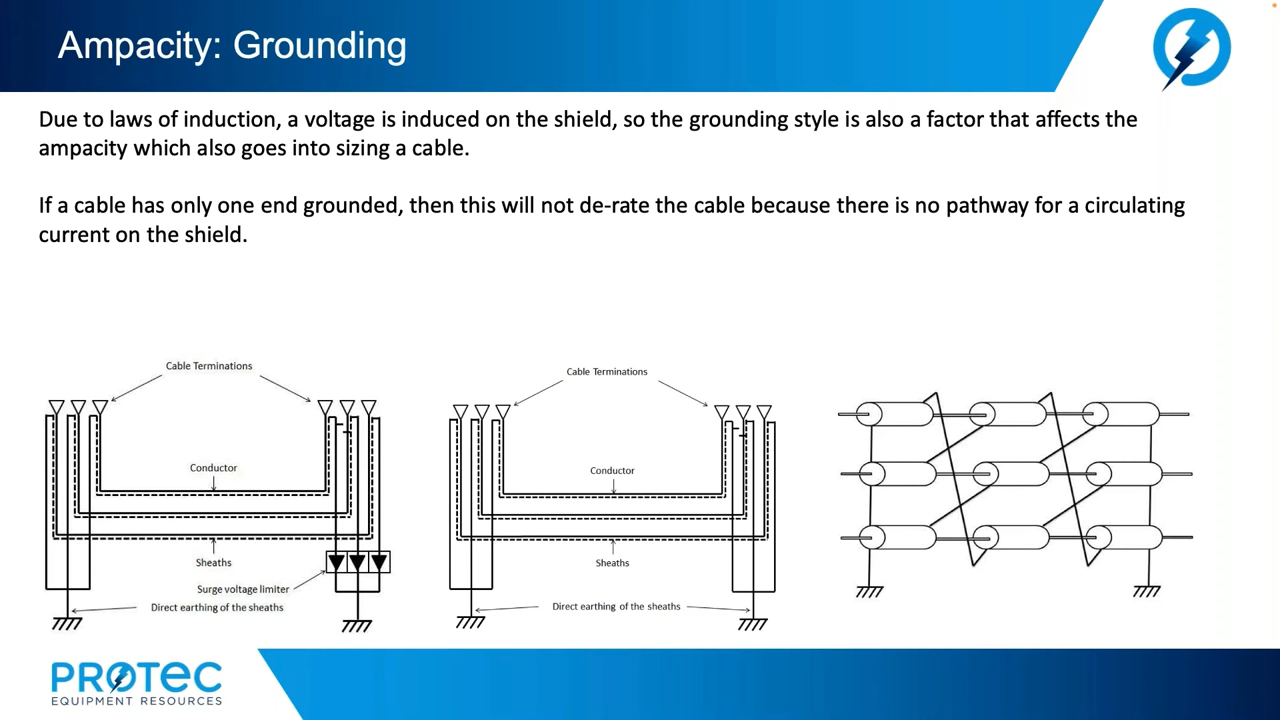 Ampacity: Grounding
Due to laws of induction, a voltage is induced on the shield, so the grounding style is also a factor that affects the
ampacity which also goes into sizing a cable.
If a cable has only one end grounded, then this will not de-rate the cable because there is no pathway for a circulating
current on the shield.
Cable Terminations
Conductor
Sheaths
Surge voltage limiter
Direct earthing of the sheaths
Cable Terminations
Conductor
Sheaths
Direct earthing of the sheaths
PROTEC
EQUIPMENT RESOURCES